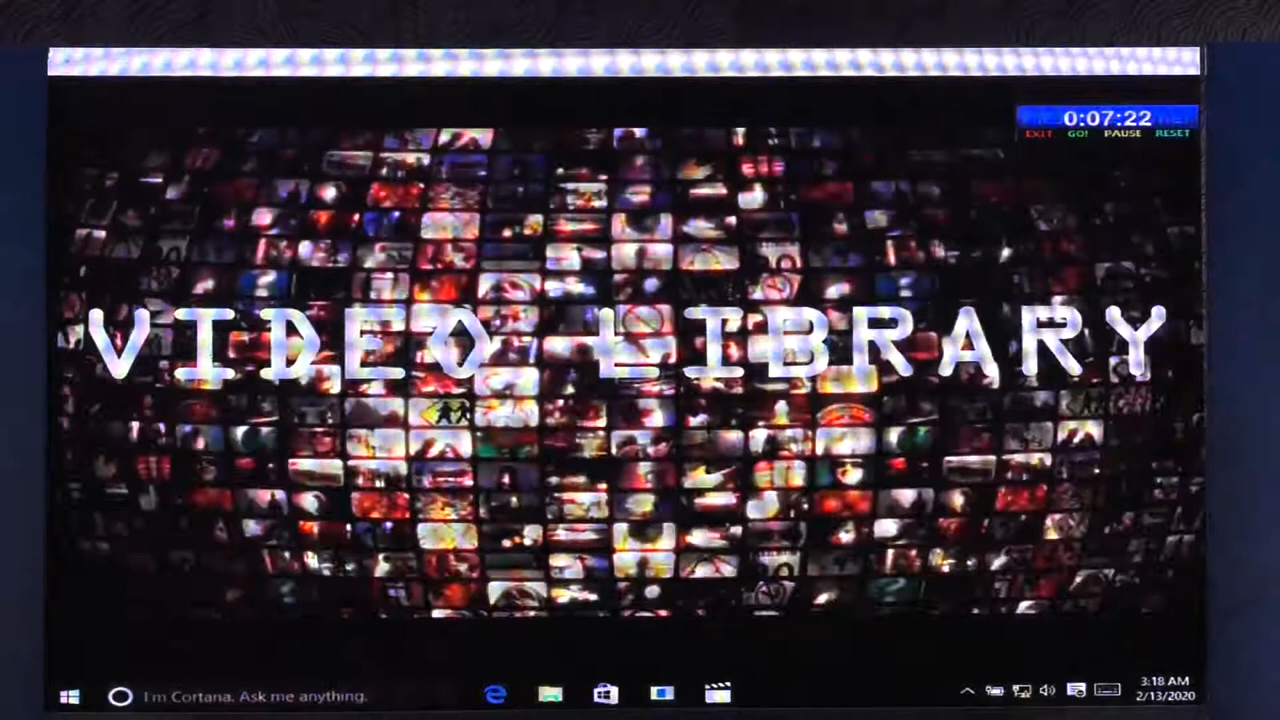 0:07:22
EXIT GO! PAUSE RESET
VIDEO LIBRARY
I'm Cortana. Ask me anything.
3:18 AM
2/13/2020